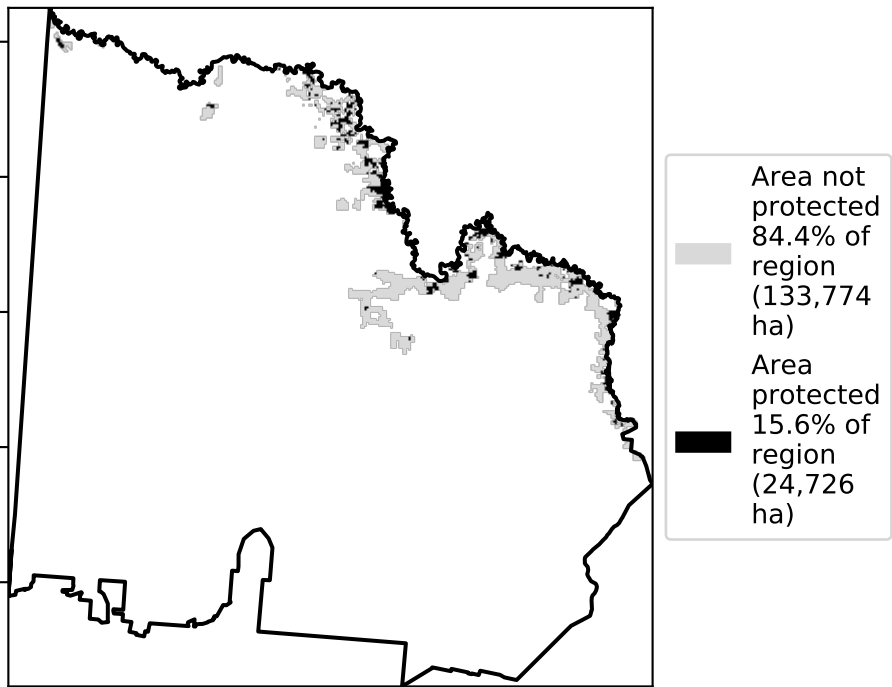 Area not
protected
84.4% of
region
(133,774
ha)
Area
protected
15.6% of
region
(24,726
ha)